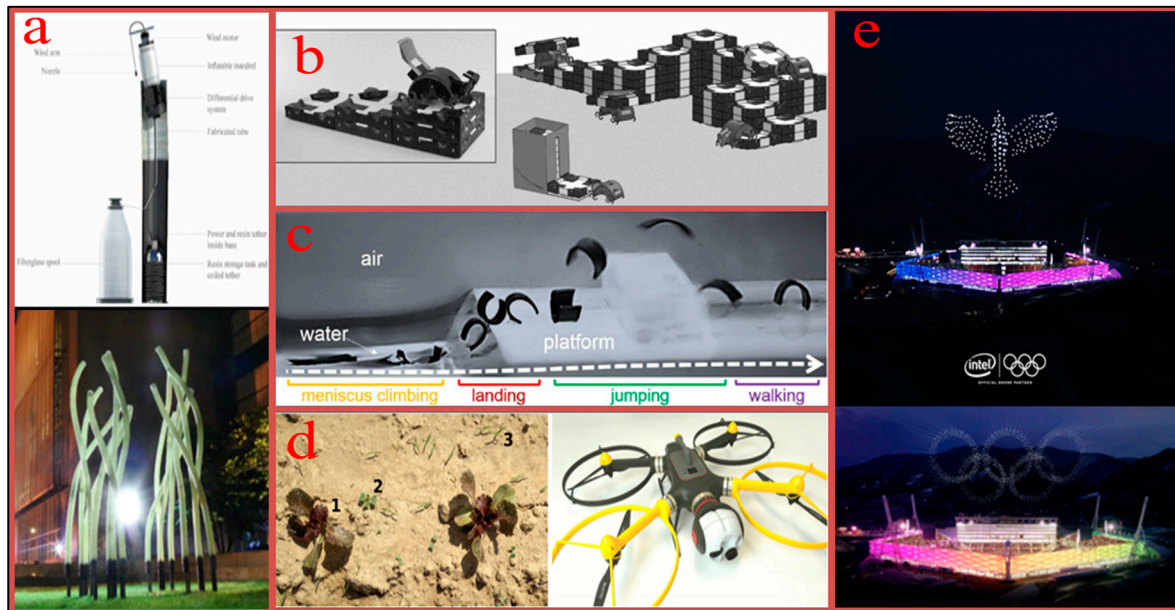 a
Wind motor
Wind arm
Inflatable mandrel
Nozzle
Differential drive
system
Fabricated tube
Fiberglass spool
Power and resin tether
inside base
Resin storage tank and
coiled tether
b
c
air
water
platform
meniscus climbing
landing
jumping
walking
d
1
2
3
e
intel
OFFICIAL DRONE PARTNER